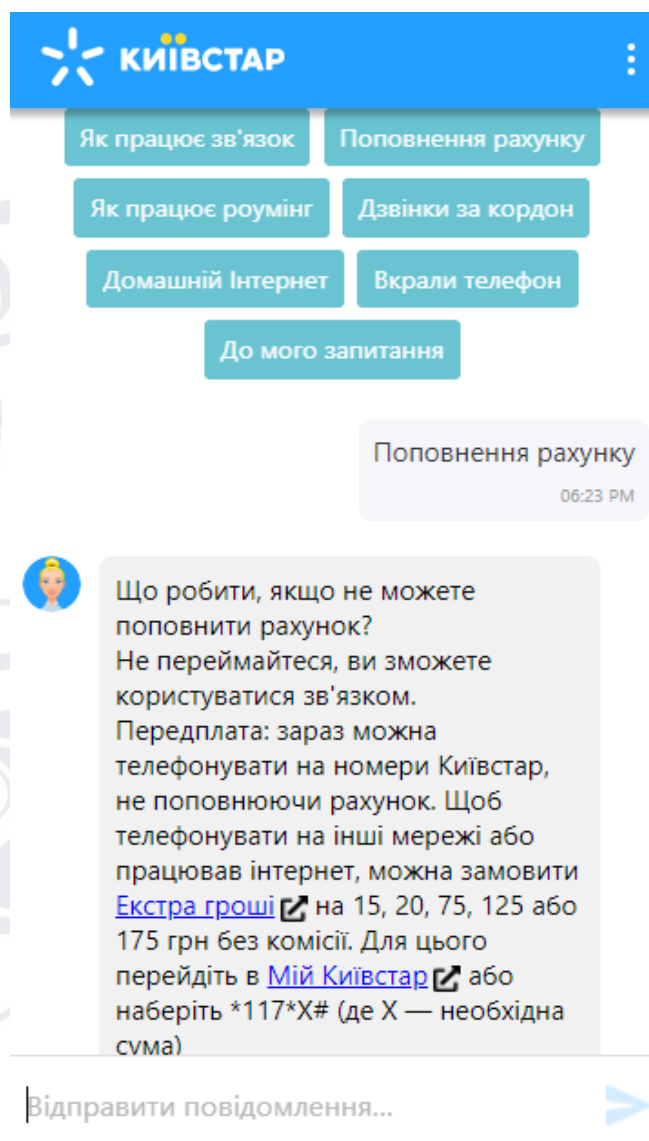 КИЇВСТАР
Як працює зв'язок
Поповнення рахунку
Як працює роумінг
Дзвінки за кордон
Домашній Інтернет
Вкрали телефон
До мого запитання
Поповнення рахунку
06:23 PM
Що робити, якщо не можете
поповнити рахунок?
Не переймайтеся, ви зможете
користуватися зв'язком.
Передплата: зараз можна
телефонувати на номери Київстар,
не поповнюючи рахунок. Щоб
телефонувати на інші мережі або
працював інтернет, можна замовити
Екстра гроші на 15, 20, 75, 125 або
175 грн без комісії. Для цього
перейдіть в Мій Київстар або
наберіть *117*X# (де X — необхідна
сума)
Відправити повідомлення...